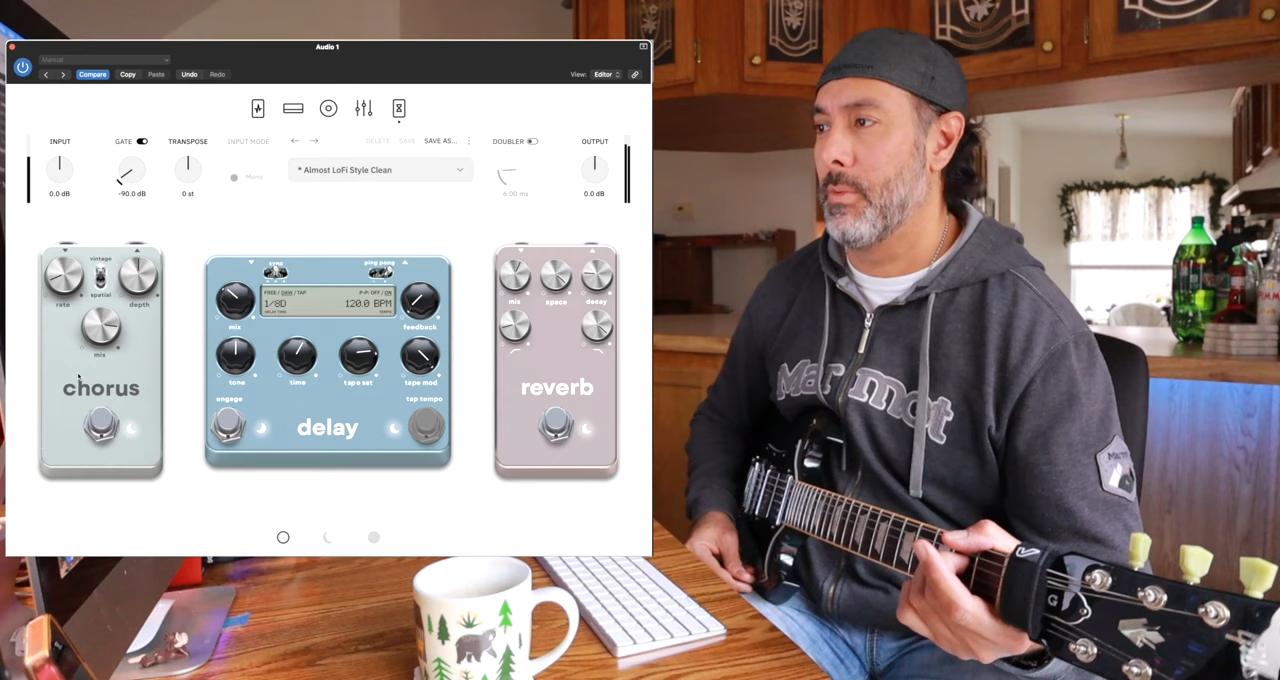 Audio 1
Manual
Compare
Copy
Paste
Undo
Redo
View:
Editor
INPUT
GATE
TRANSPOSE
INPUT MODE
DELETE
SAVE
SAVE AS...
DOUBLER
OUTPUT
0.0 dB
-90.0 dB
0 st
Mono
* Almost LoFi Style Clean
6.00 ms
0.0 dB
vintage
spatial
rate
depth
mix
chorus
sync
ping pong
FREE / DAW / TAP
P-P: OFF / ON
1/8D
120.0 BPM
DELAY TIME
TEMPO
mix
feedback
tone
time
tape sat
tape mod
engage
tap tempo
delay
mix
space
decay
reverb
Marmot
G